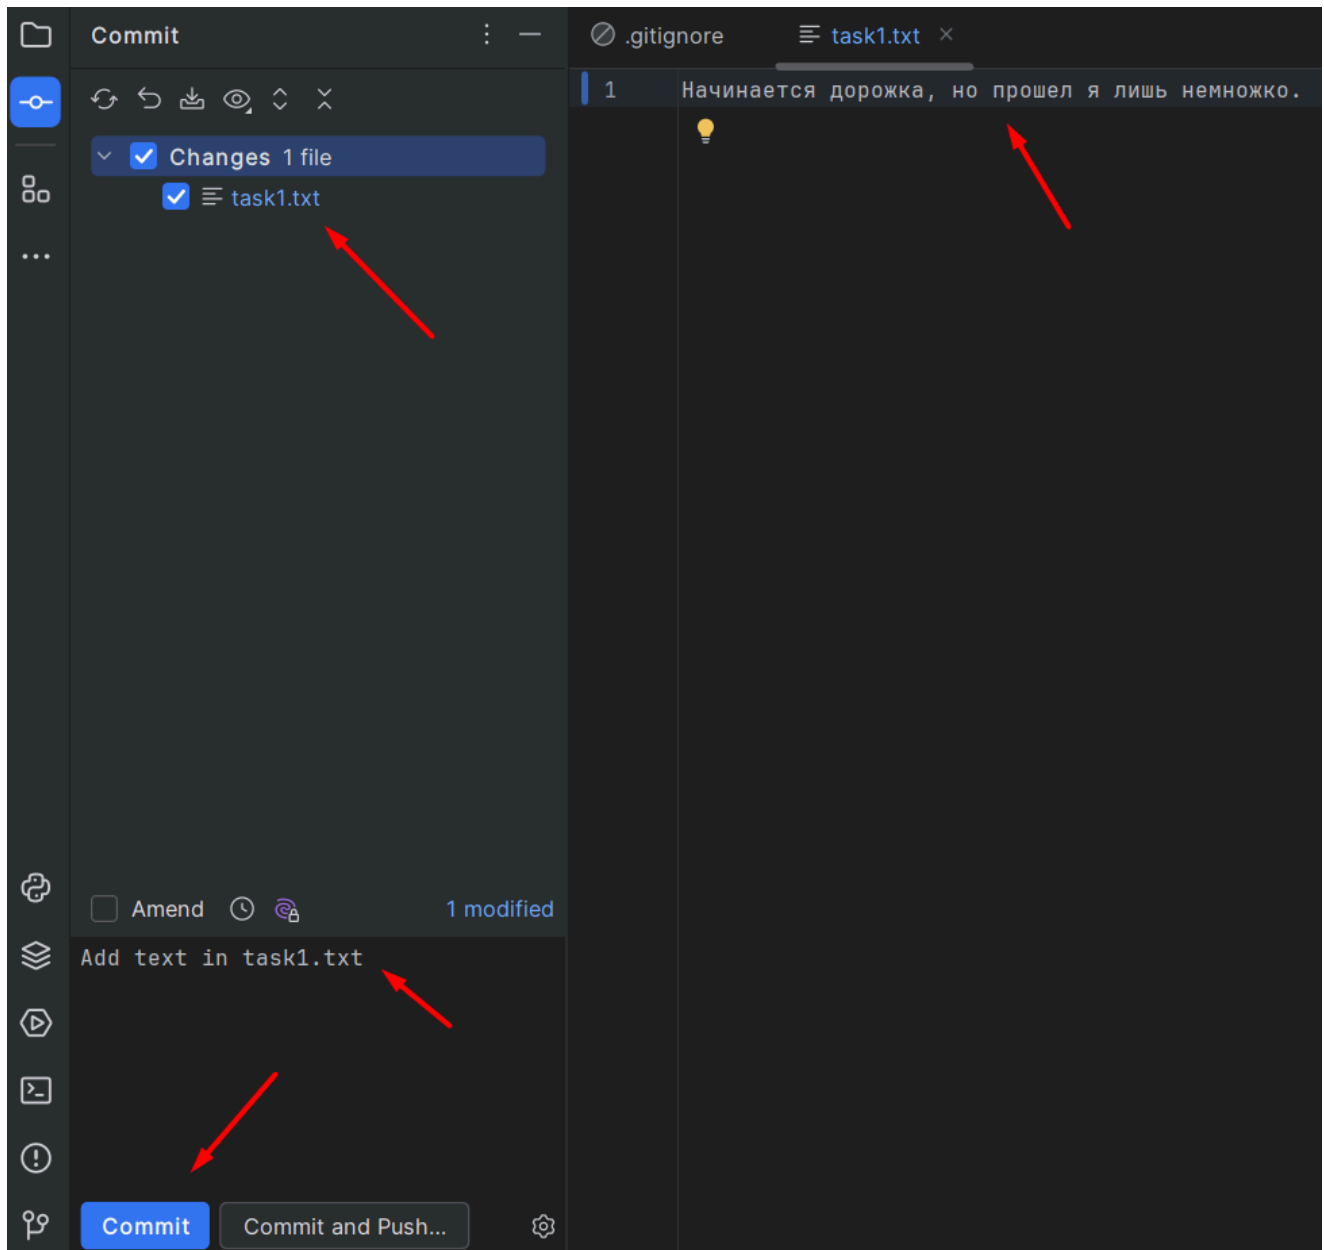 Commit
.gitignore
task1.txt
Changes 1 file
task1.txt
1
Начинается дорожка, но прошел я лишь немножко.
Amend
1 modified
Add text in task1.txt
Commit
Commit and Push...